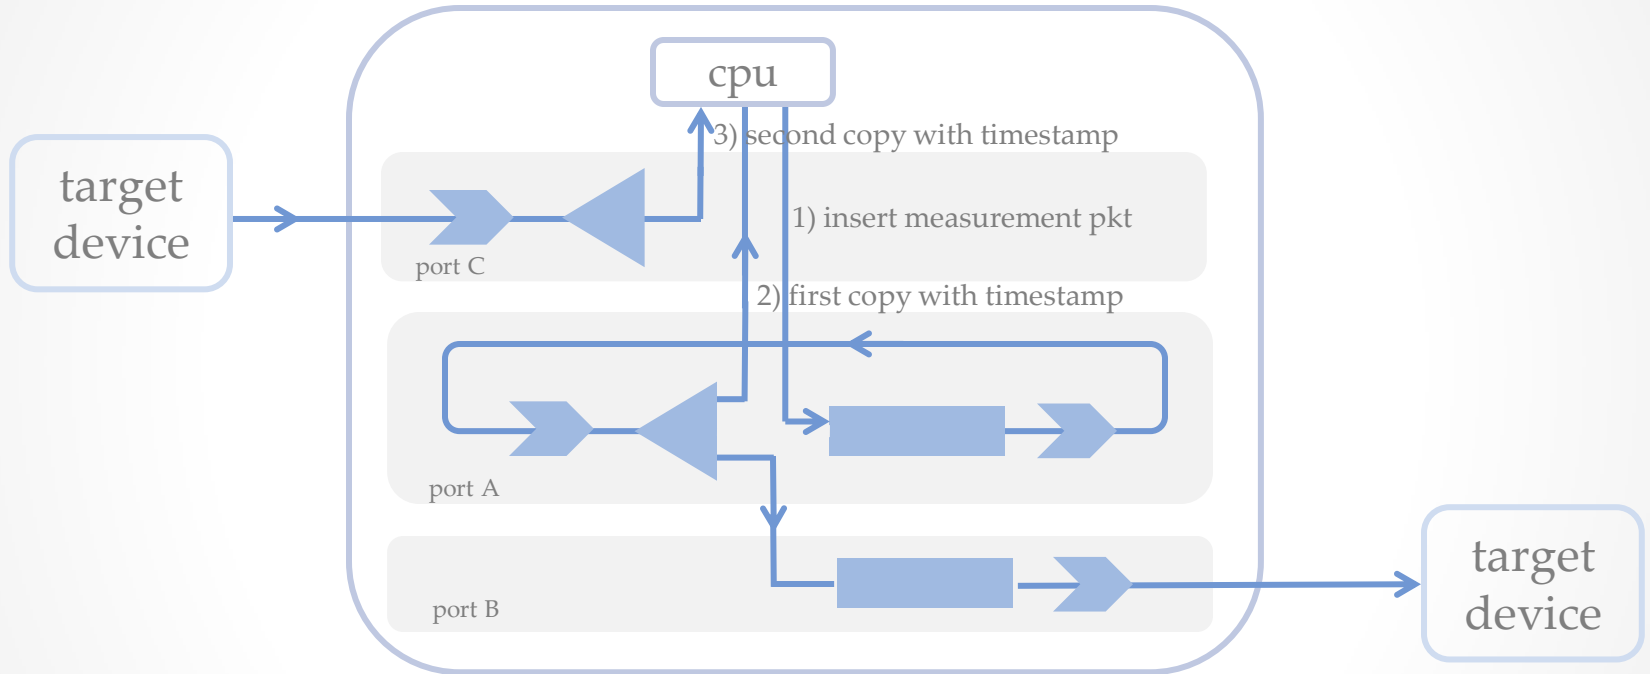 cpu
3) second copy with timestamp
target
device
1) insert measurement pkt
port C
2) first copy with timestamp
port A
port B
target
device